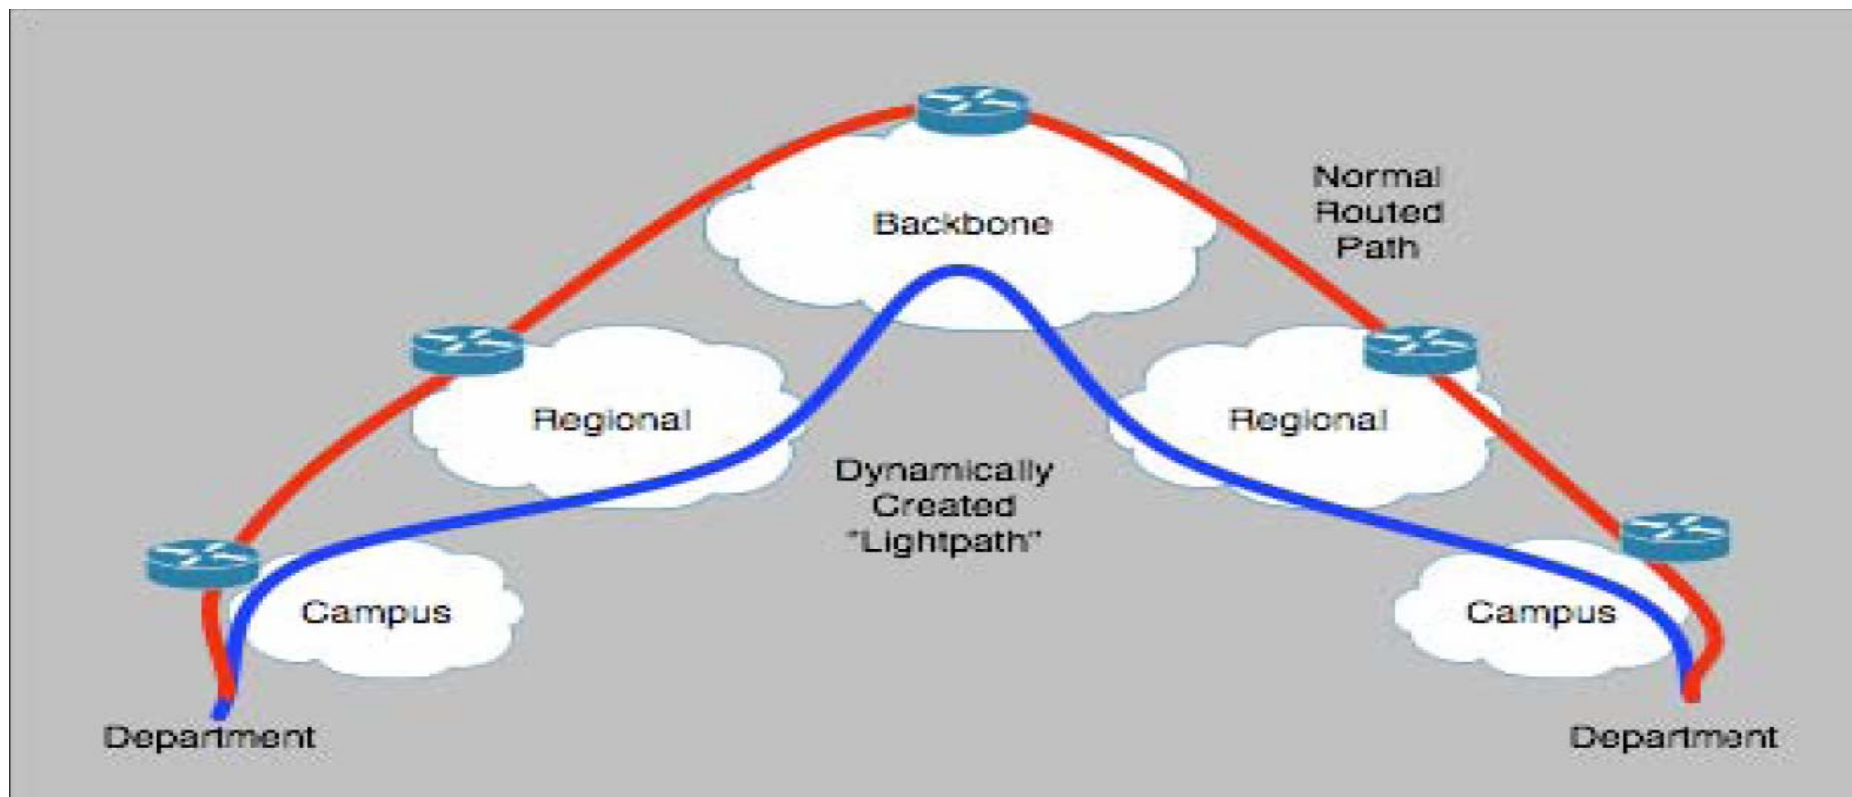 Backbone
Normal
Routed
Path
Regional
Regional
Dynamically
Created
"Lightpath"
Campus
Campus
Department
Department